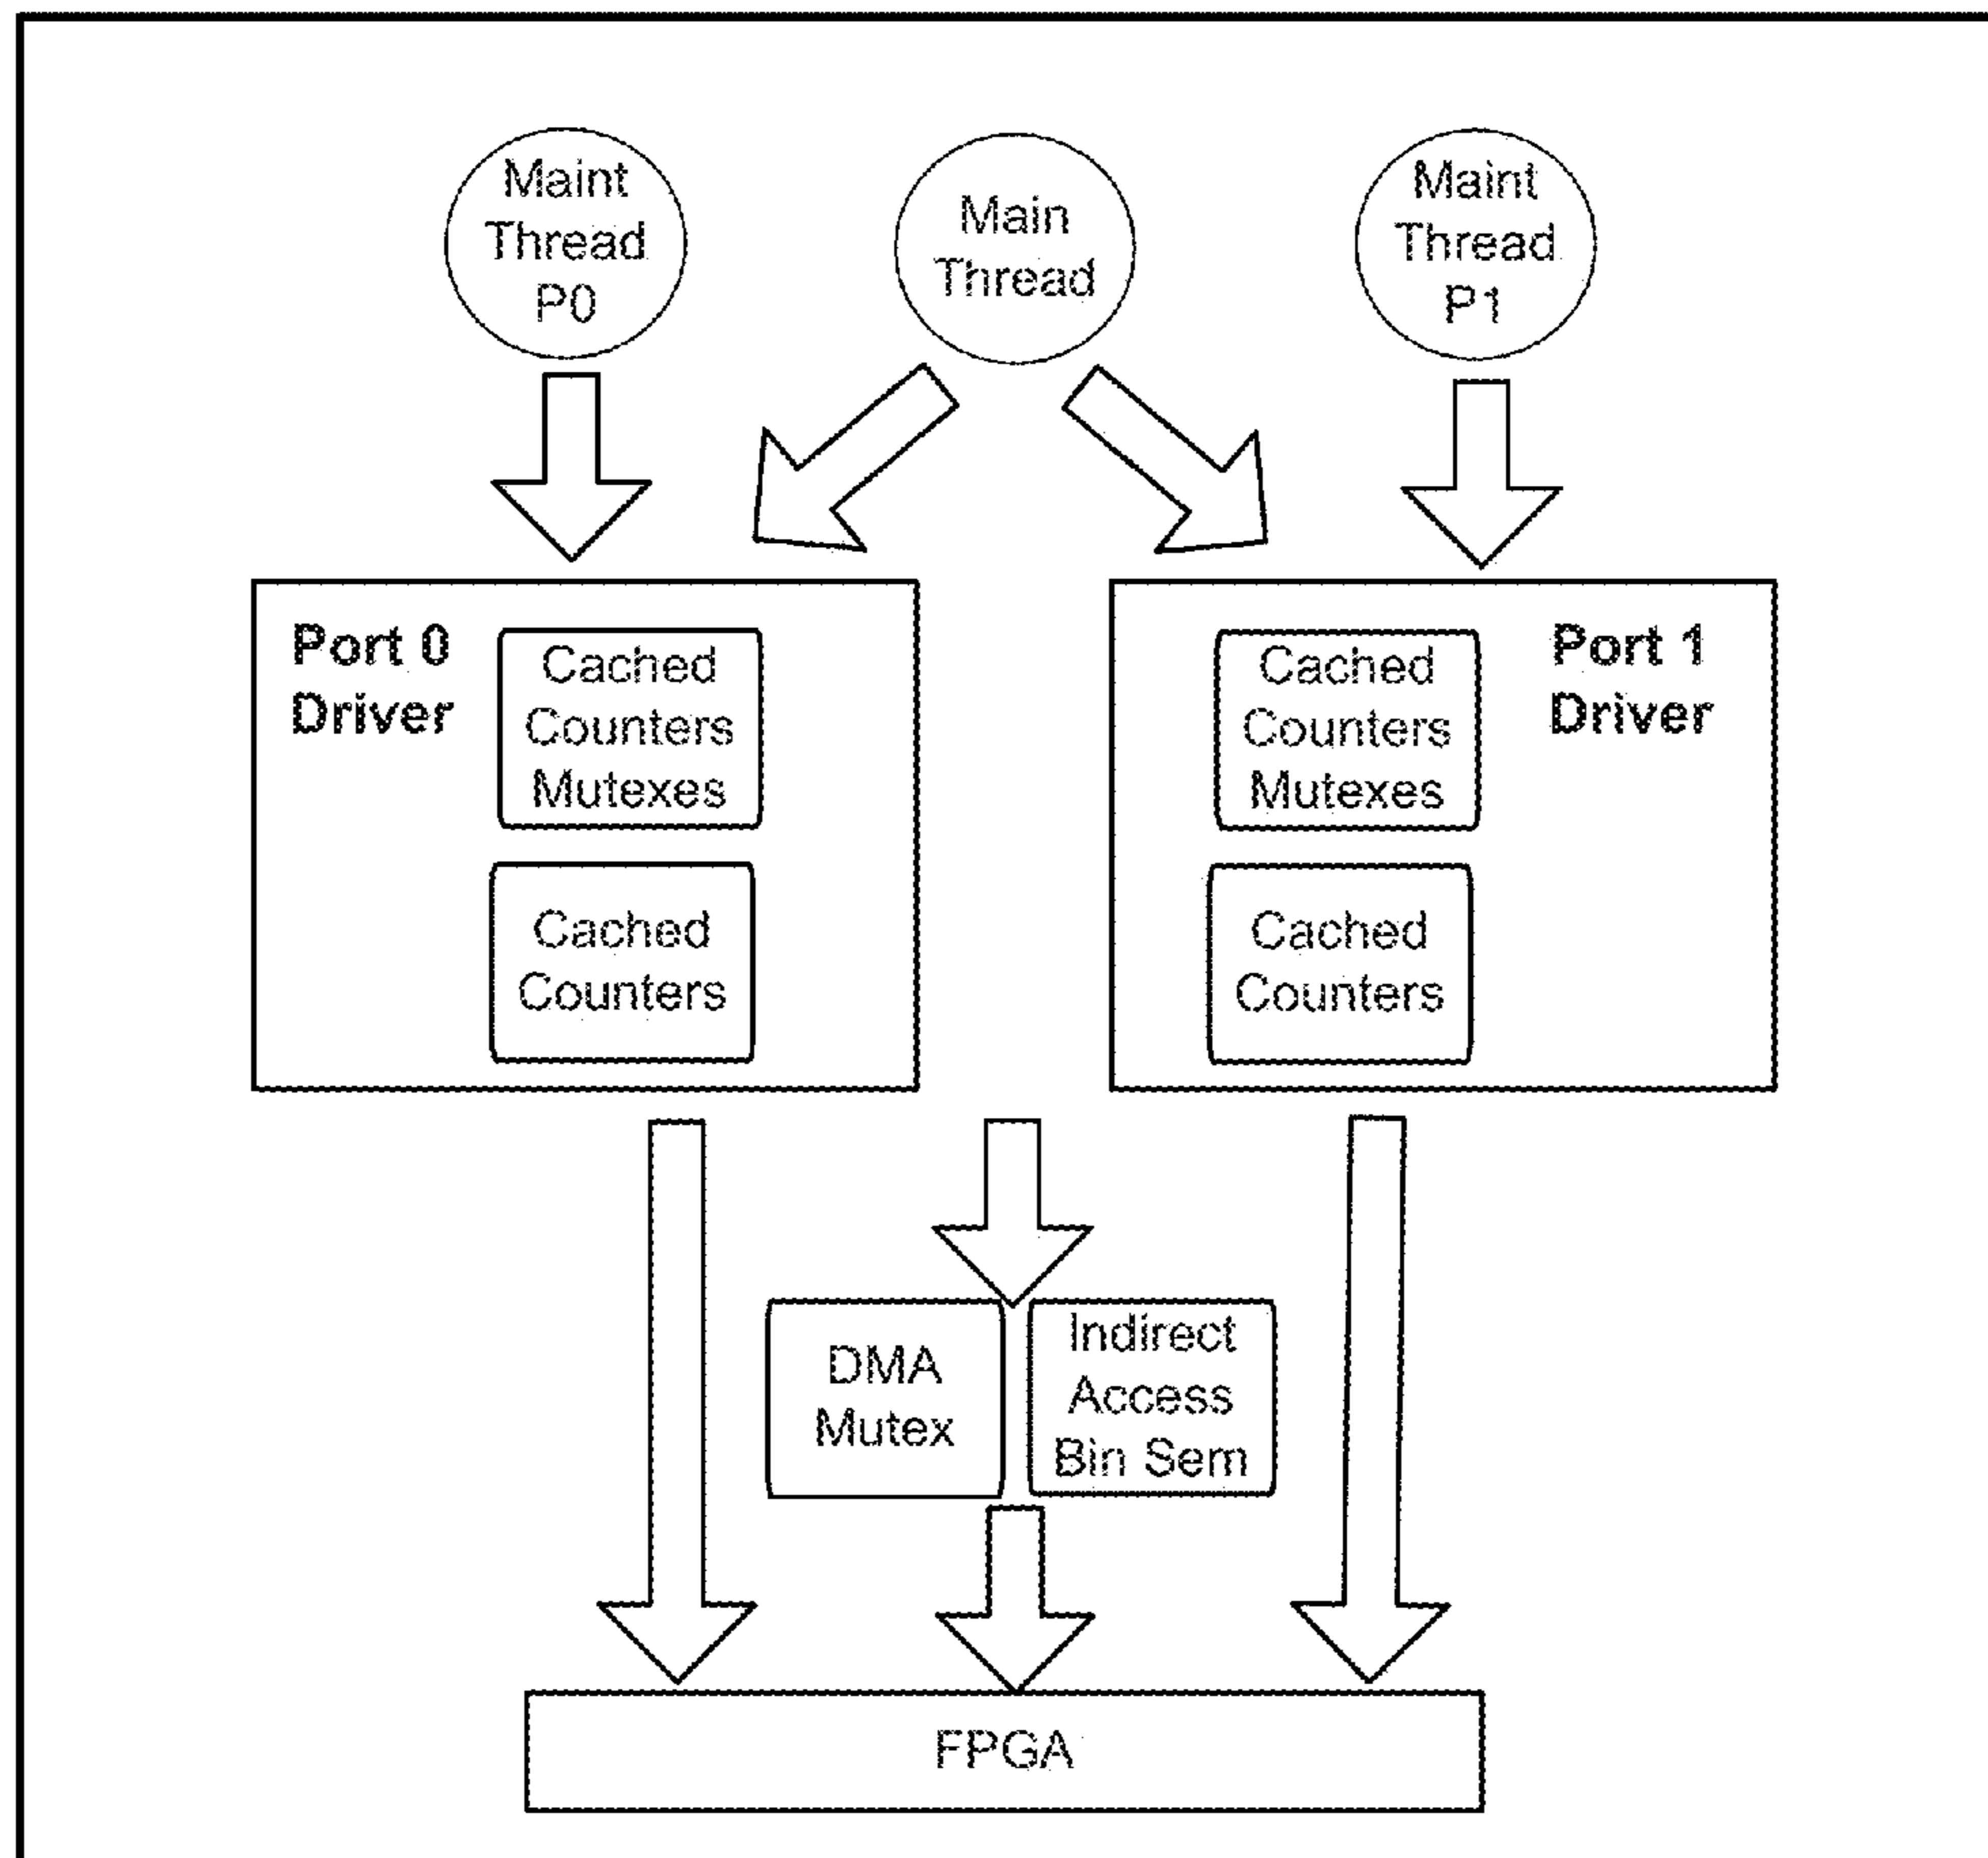 Maint
Thread
P0
Main
Thread
Maint
Thread
P1
Port 0
Driver
Cached
Counters
Mutexes
Cached
Counters
Cached
Counters
Mutexes
Port 1
Driver
Cached
Counters
DMA
Mutex
Indirect
Access
Bin Sem
FPGA